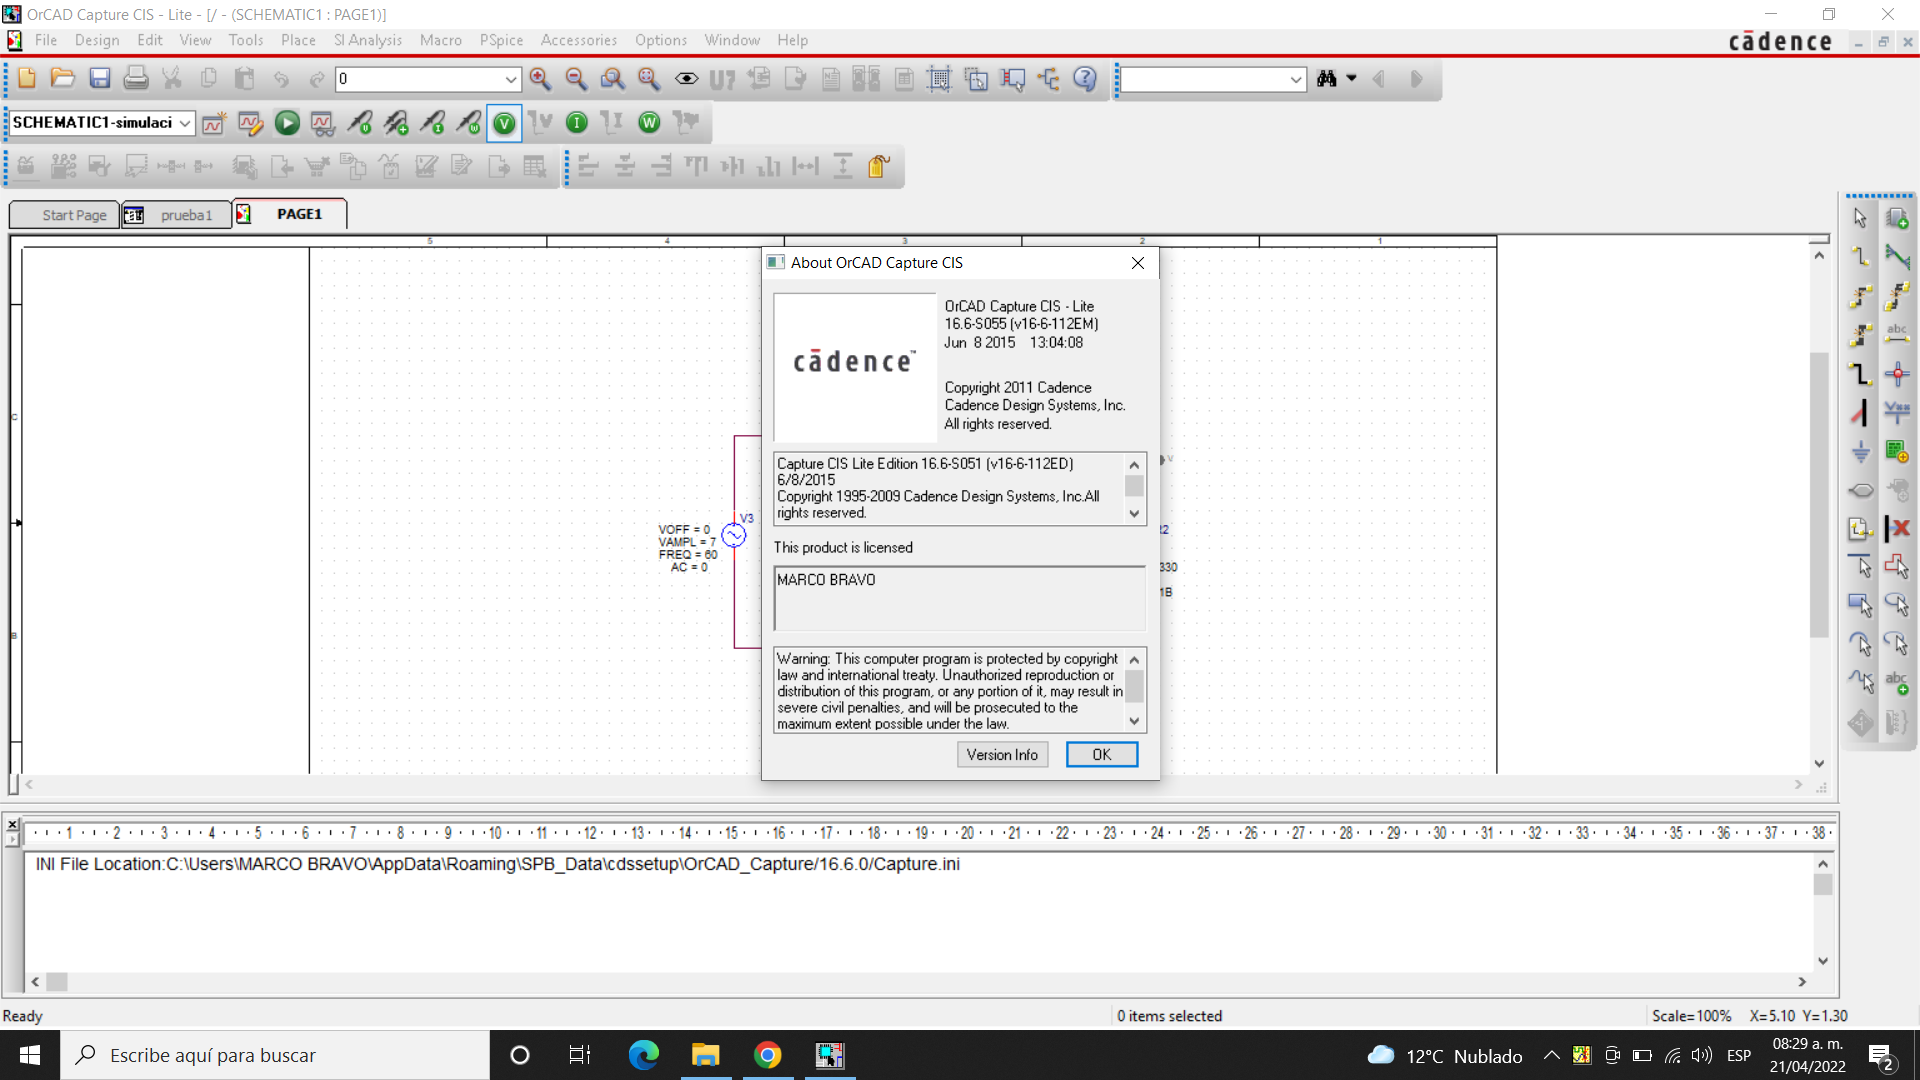 OrCAD Capture CIS - Lite - [/ - (SCHEMATIC1 : PAGE1)]
File Design Edit View Tools Place SI Analysis Macro PSpice Accessories Options Window Help
cādence
0
U?
SCHEMATIC1-simulaci
V
I
W
Start Page
prueba1
PAGE1
5 4 3 2 1
C
B
About OrCAD Capture CIS
cādence™
OrCAD Capture CIS - Lite
16.6-S055 (v16-6-112EM)
Jun 8 2015 13:04:08
Copyright 2011 Cadence
Cadence Design Systems, Inc.
All rights reserved.
Capture CIS Lite Edition 16.6-S051 (v16-6-112ED)
6/8/2015
Copyright 1995-2009 Cadence Design Systems, Inc.All
rights reserved.
This product is licensed
MARCO BRAVO
Warning: This computer program is protected by copyright
law and international treaty. Unauthorized reproduction or
distribution of this program, or any portion of it, may result in
severe civil penalties, and will be prosecuted to the
maximum extent possible under the law.
Version Info
OK
V3
VOFF = 0
VAMPL = 7
FREQ = 60
AC = 0
V
330
abc
abc
1 2 3 4 5 6 7 8 9 10 11 12 13 14 15 16 17 18 19 20 21 22 23 24 25 26 27 28 29 30 31 32 33 34 35 36 37 38
INI File Location:C:\Users\MARCO BRAVO\AppData\Roaming\SPB_Data\cdssetup\OrCAD_Capture/16.6.0/Capture.ini
Ready
0 items selected
Scale=100% X=5.10 Y=1.30
Escribe aquí para buscar
12°C Nublado
ESP
08:29 a. m.
21/04/2022
2